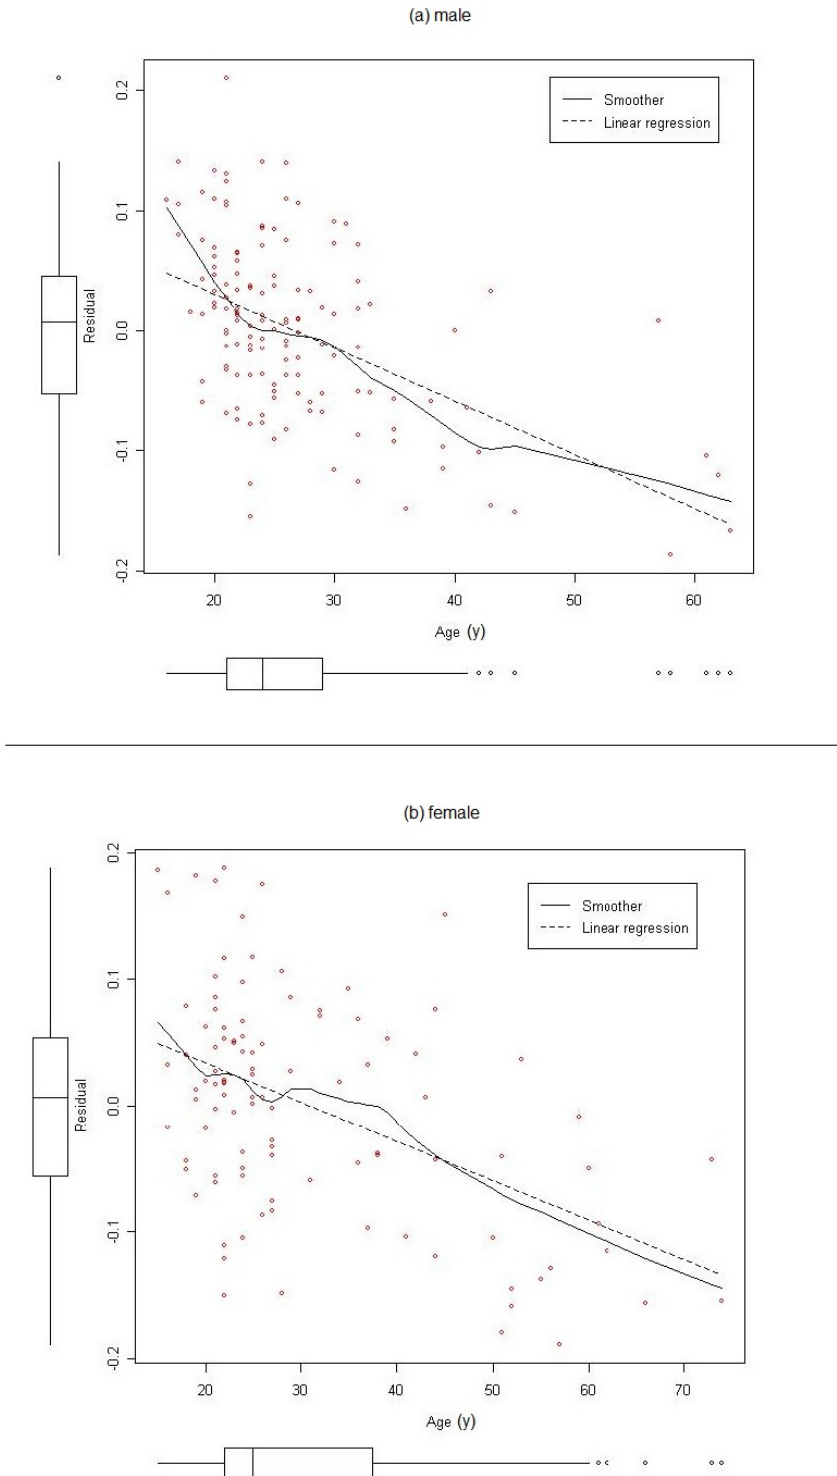 (a) male
Smoother
Linear regression
Residual
0.2
0.1
0.0
-0.1
-0.2
20 30 40 50 60
Age (y)
(b) female
Smoother
Linear regression
Residual
0.2
0.1
0.0
-0.1
-0.2
20 30 40 50 60 70
Age (y)